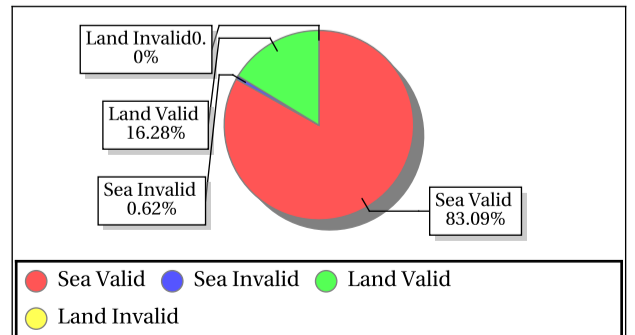 Land Invalid0.
0%
Land Valid
16.28%
Sea Invalid
0.62%
Sea Valid
83.09%
Sea Valid Sea Invalid Land Valid
Land Invalid